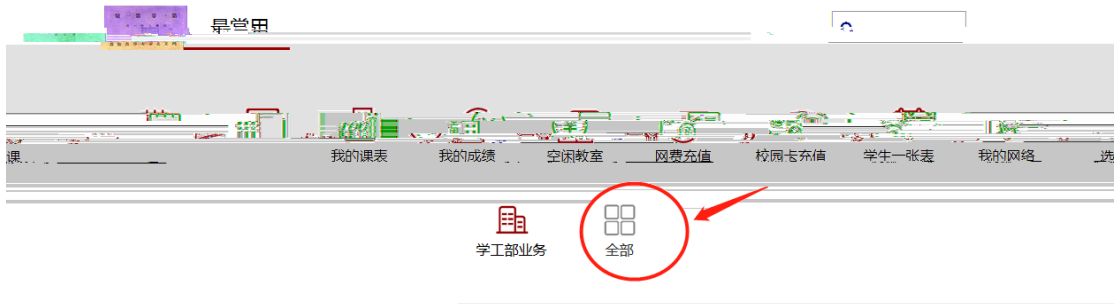 最常用
课 我的课表 我的成绩 空闲教室 网费充值 校园卡充值 学生一张表 我的网络 选
学工部业务 全部